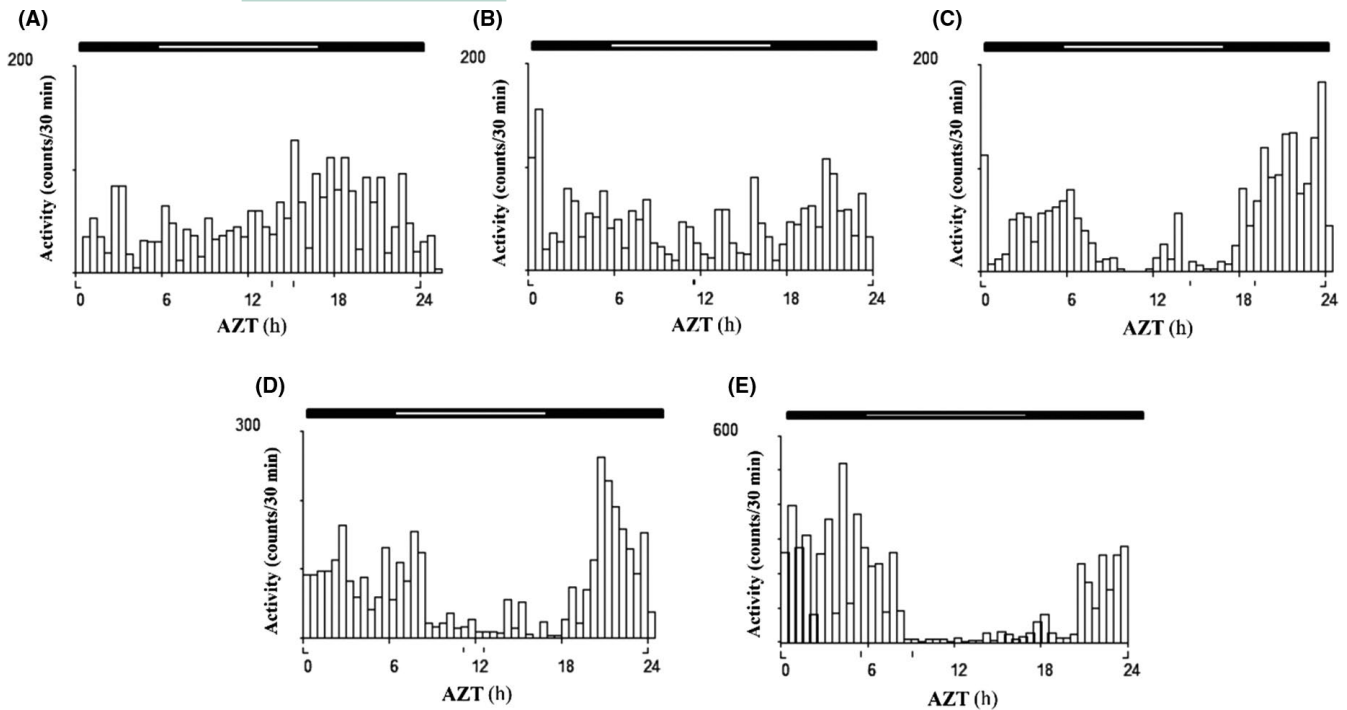 (A)
200
Activity (counts/30 min)
0 6 12 18 24
AZT (h)
(B)
200
Activity (counts/30 min)
0 6 12 18 24
AZT (h)
(C)
200
Activity (counts/30 min)
0 6 12 18 24
AZT (h)
(D)
300
Activity (counts/30 min)
0 6 12 18 24
AZT (h)
(E)
600
Activity (counts/30 min)
0 6 12 18 24
AZT (h)